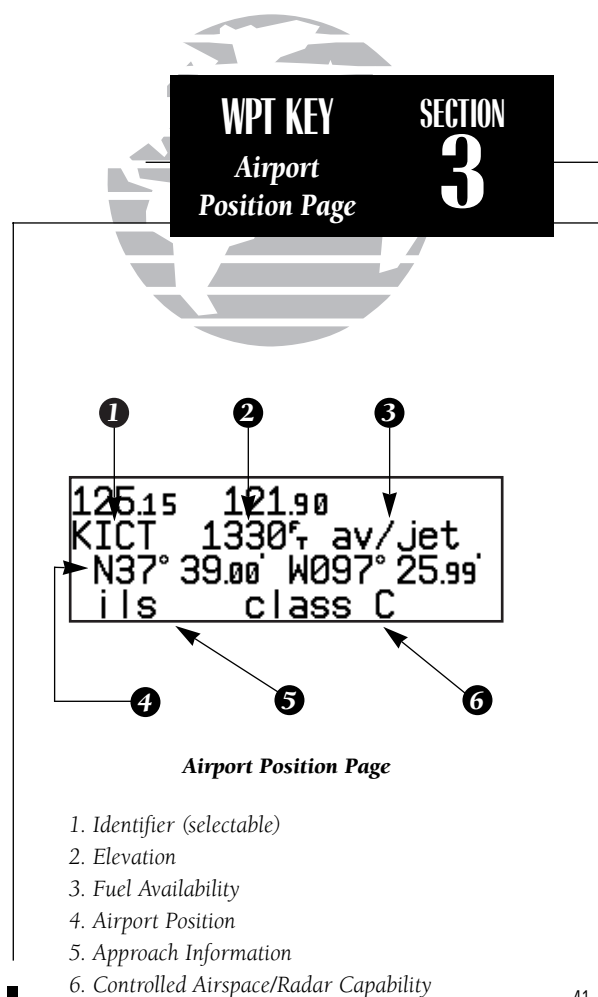 WPT KEY
Airport
Position Page
SECTION
3
1 2 3
125.15 121.90
KICT 1330FT av/jet
N37° 39.00' W097° 25.99'
ils class C
4 5 6
Airport Position Page
1. Identifier (selectable)
2. Elevation
3. Fuel Availability
4. Airport Position
5. Approach Information
6. Controlled Airspace/Radar Capability
41